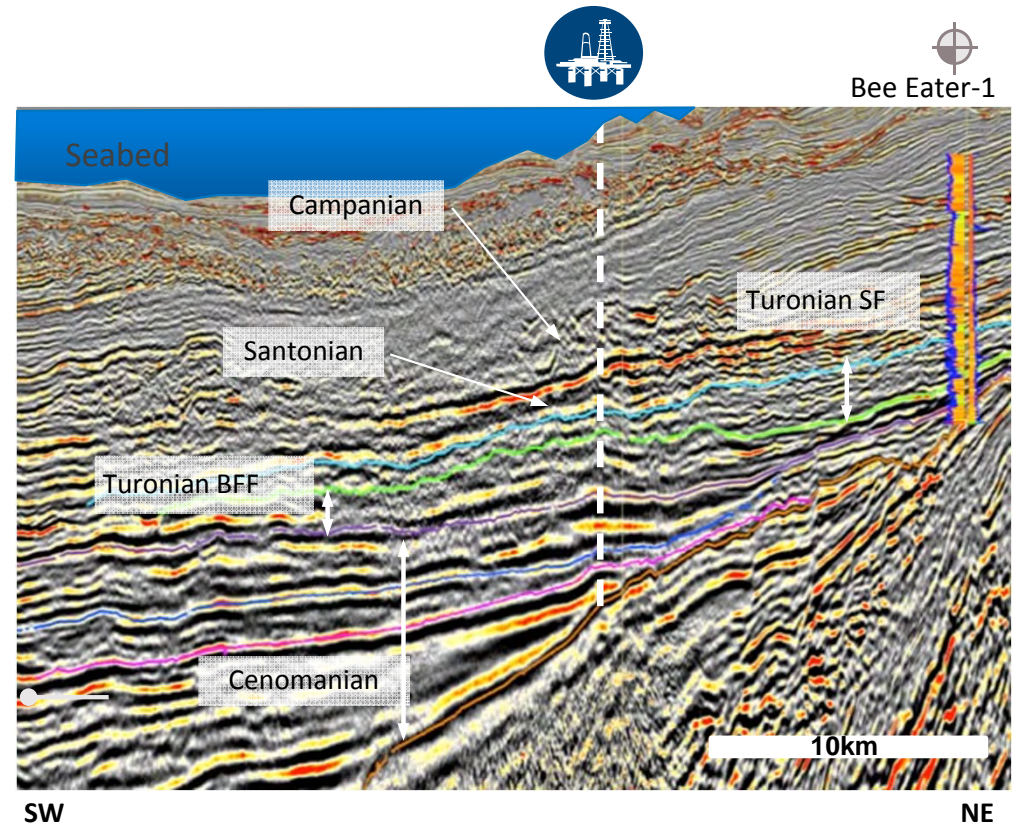 Bee Eater-1
Seabed
Campanian
Turonian SF
Santonian
Turonian BFF
Cenomanian
10km
SW
NE